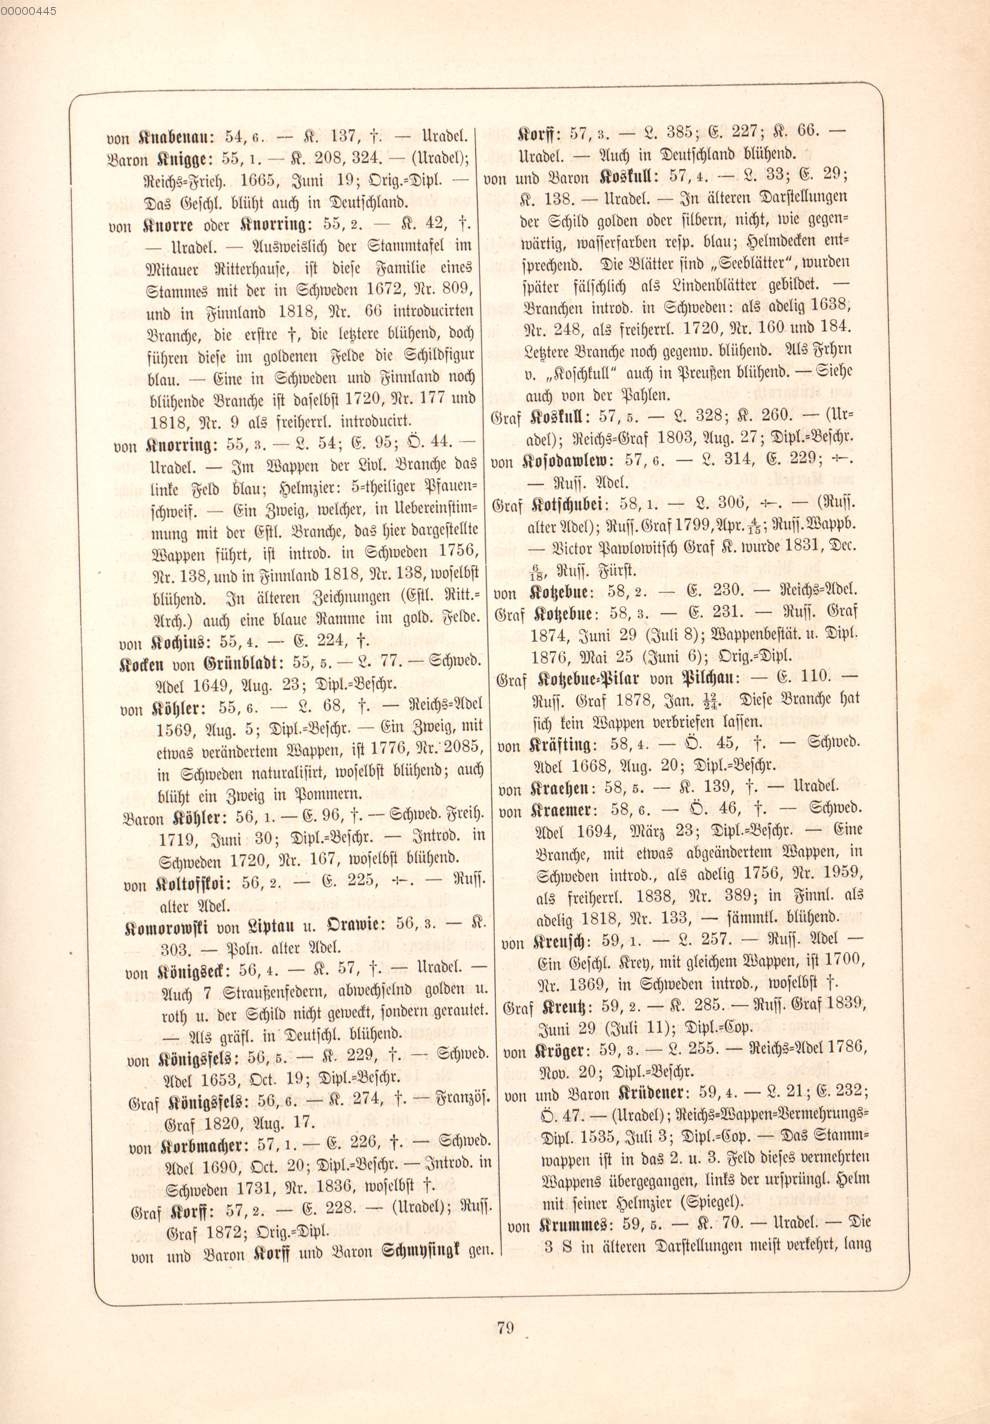 00000445
von Knabenau: 54, 6. — K. 137, †. — Uradel.
Baron Knigge: 55, 1. — K. 208, 324. — (Uradel);
Reichs-Frieh. 1665, Juni 19; Orig.-Dipl. —
Das Geschl. blüht auch in Deutschland.
von Knorre oder Knorring: 55, 2. — K. 42, †.
— Uradel. — Ausweislich der Stammtafel im
Mitauer Ritterhause, ist diese Familie eines
Stammes mit der in Schweden 1672, Nr. 809,
und in Finnland 1818, Nr. 66 introducirten
Branche, die erstre †, die letztere blühend, doch
führen diese im goldenen Felde die Schildfigur
blau. — Eine in Schweden und Finnland noch
blühende Branche ist daselbst 1720, Nr. 177 und
1818, Nr. 9 als freiherrl. introducirt.
von Knorring: 55, 3. — L. 54; E. 95; Ö. 44. —
Uradel. — Im Wappen der Livl. Branche das
linke Feld blau; Helmzier: 5-theiliger Pfauen-
schweif. — Ein Zweig, welcher, in Uebereinstim-
mung mit der Estl. Branche, das hier dargestellte
Wappen führt, ist introd. in Schweden 1756,
Nr. 138, und in Finnland 1818, Nr. 138, woselbst
blühend. In älteren Zeichnungen (Estl. Ritt.-
Arch.) auch eine blaue Ramme im gold. Felde.
von Kochius: 55, 4. — E. 224, †.
Kocken von Grünbladt: 55, 5. — L. 77. — Schwed.
Adel 1649, Aug. 23; Dipl.-Beschr.
von Köhler: 55, 6. — L. 68, †. — Reichs-Adel
1569, Aug. 5; Dipl.-Beschr. — Ein Zweig, mit
etwas verändertem Wappen, ist 1776, Nr. 2085,
in Schweden naturalisirt, woselbst blühend; auch
blüht ein Zweig in Pommern.
Baron Köhler: 56, 1. — E. 96, †. — Schwed. Freih.
1719, Juni 30; Dipl.-Beschr. — Introd. in
Schweden 1720, Nr. 167, woselbst blühend.
von Koltofskoi: 56, 2. — E. 225, -÷-. — Russ.
alter Adel.
Komorowski von Liptau u. Orawie: 56, 3. — K.
303. — Poln. alter Adel.
von Königseck: 56, 4. — K. 57, †. — Uradel. —
Auch 7 Straußenfedern, abwechselnd golden u.
roth u. der Schild nicht geweckt, sondern gerautet.
— Als gräfl. in Deutschl. blühend.
von Königsfels: 56, 5. — K. 229, †. — Schwed.
Adel 1653, Oct. 19; Dipl.-Beschr.
Graf Königsfels: 56, 6. — K. 274, †. — Französ.
Graf 1820, Aug. 17.
von Korbmacher: 57, 1. — E. 226, †. — Schwed.
Adel 1690, Oct. 20; Dipl.-Beschr. — Introd. in
Schweden 1731, Nr. 1836, woselbst †.
Graf Korff: 57, 2. — E. 228. — (Uradel); Russ.
Graf 1872; Orig.-Dipl.
von und Baron Korff und Baron Schmysingk gen.
Korff: 57, 3. — L. 385; E. 227; K. 66. —
Uradel. — Auch in Deutschland blühend.
von und Baron Koskull: 57, 4. — L. 33; E. 29;
K. 138. — Uradel. — In älteren Darstellungen
der Schild golden oder silbern, nicht, wie gegen-
wärtig, wasserfarben resp. blau; Helmdecken ent-
sprechend. Die Blätter sind „Seeblätter“, wurden
später fälschlich als Lindenblätter gebildet. —
Branchen introd. in Schweden: als adelig 1638,
Nr. 248, als freiherrl. 1720, Nr. 160 und 184.
Letztere Branche noch gegenw. blühend. Als Frhrn
v. „Koschkull“ auch in Preußen blühend. — Siehe
auch von der Pahlen.
Graf Koskull: 57, 5. — L. 328; K. 260. — (Ur-
adel); Reichs-Graf 1803, Aug. 27; Dipl.-Beschr.
von Kosodawlew: 57, 6. — L. 314, E. 229; -÷-.
— Russ. Adel.
Graf Kotschubei: 58, 1. — L. 306, -÷-. — (Russ.
alter Adel); Russ. Graf 1799, Apr. 4/15; Russ. Wappb.
— Victor Pawlowitsch Graf K. wurde 1831, Dec.
6/18, Russ. Fürst.
von Kotzebue: 58, 2. — E. 230. — Reichs-Adel.
Graf Kotzebue: 58, 3. — E. 231. — Russ. Graf
1874, Juni 29 (Juli 8); Wappenbestät. u. Dipl.
1876, Mai 25 (Juni 6); Orig.-Dipl.
Graf Kotzebue-Pilar von Pilchau: — E. 110. —
Russ. Graf 1878, Jan. 12/24. Diese Branche hat
sich kein Wappen verbriefen lassen.
von Kräfting: 58, 4. — Ö. 45, †. — Schwed.
Adel 1668, Aug. 20; Dipl.-Beschr.
von Kraehen: 58, 5. — K. 139, †. — Uradel.
von Kraemer: 58, 6. — Ö. 46, †. — Schwed.
Adel 1694, März 23; Dipl.-Beschr. — Eine
Branche, mit etwas abgeändertem Wappen, in
Schweden introd., als adelig 1756, Nr. 1959,
als freiherrl. 1838, Nr. 389; in Finnl. als
adelig 1818, Nr. 133, — sämmtl. blühend.
von Kreusch: 59, 1. — L. 257. — Russ. Adel —
Ein Geschl. Krey, mit gleichem Wappen, ist 1700,
Nr. 1369, in Schweden introd., woselbst †.
Graf Kreutz: 59, 2. — K. 285. — Russ. Graf 1839,
Juni 29 (Juli 11); Dipl.-Cop.
von Kröger: 59, 3. — L. 255. — Reichs-Adel 1786,
Nov. 20; Dipl.-Beschr.
von und Baron Krüdener: 59, 4. — L. 21; E. 232;
Ö. 47. — (Uradel); Reichs-Wappen-Vermehrungs-
Dipl. 1535, Juli 3; Dipl.-Cop. — Das Stamm-
wappen ist in das 2. u. 3. Feld dieses vermehrten
Wappens übergegangen, links der ursprüngl. Helm
mit seiner Helmzier (Spiegel).
von Krummes: 59, 5. — K. 70. — Uradel. — Die
3 S in älteren Darstellungen meist verkehrt, lang
79